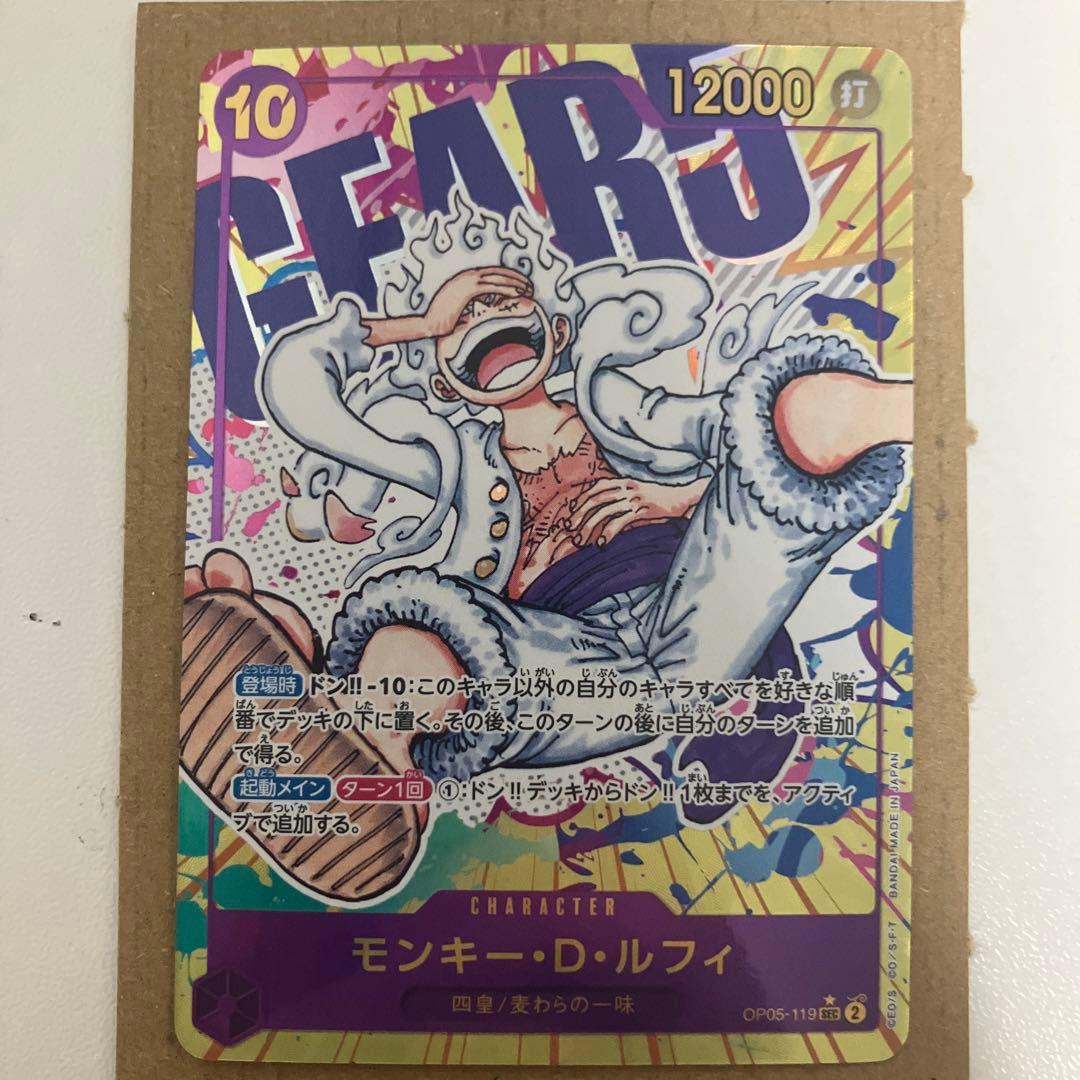 10
12000 打
GEAR5
登場時 ドン!!-10:このキャラ以外の自分のキャラすべてを好きな順
番でデッキの下に置く。その後、このターンの後に自分のターンを追加
で得る。
起動メイン ターン1回 ①:ドン!!デッキからドン!!1枚までを、アクティ
ブで追加する。
CHARACTER
モンキー・D・ルフィ
四皇/麦わらの一味
OP05-119 SEC 2
©E.O/S. ©O/S・F・T BANDAI MADE IN JAPAN